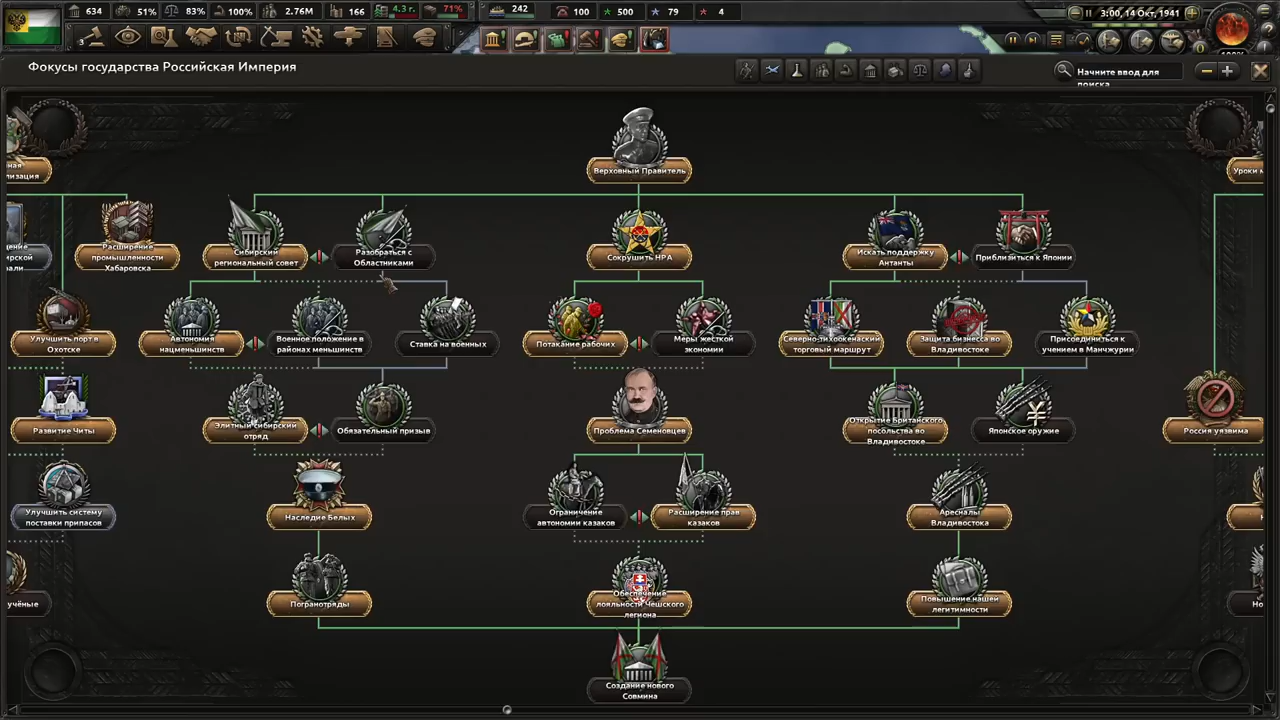 634
51%
83%
100%
2.76M
166
4.3 г.
71%
242
100
500
79
4
3:00, 14 Окт, 1941
3
Фокусы государства Российская Империя
Начните ввод для
поиска
Верховный Правитель
лизация
Уроки
Расширение
промышленности
Хабаровска
Сибирский
региональный совет
Разобраться с
Областниками
Сокрушить НРА
Искать поддержку
Антанты
Приблизиться к Японии
Улучшить порт в
Охотске
Автономия
нацменьшинств
Военное положение в
районах меньшинств
Ставка на военных
Потакание рабочих
Меры жесткой
экономии
Северно-тихоокеанский
торговый маршрут
Защита бизнеса во
Владивостоке
Присоединиться к
учениям в Манчжурии
Развитие Читы
Элитный сибирский
отряд
Обязательный призыв
Проблема Семёновцев
Открытие Британского
посольства во
Владивостоке
Японское оружие
Россия уязвима
Улучшить систему
поставки припасов
Наследие Белых
Ограничение
автономии казаков
Расширение прав
казаков
Арсеналы
Владивостока
учёные
Погранотряды
Обеспечение
лояльности Чешского
легиона
Повышение нашей
легитимности
Но
Создание нового
Совмина